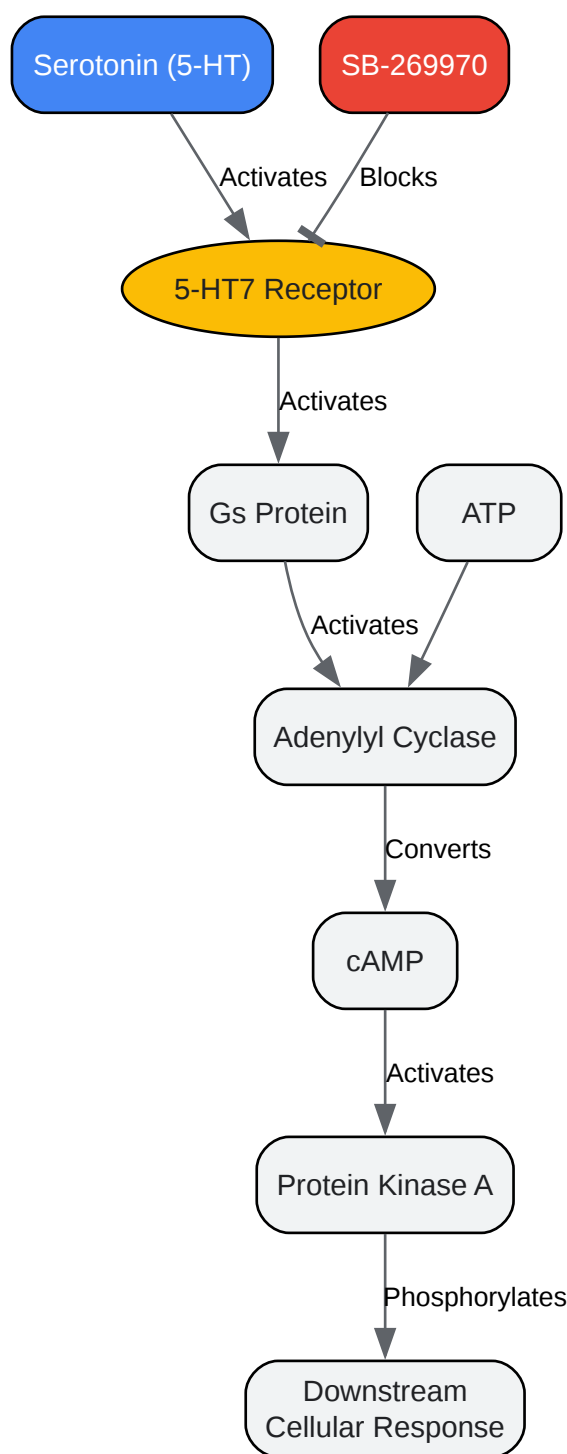 Serotonin (5-HT)
SB-269970
Activates
Blocks
5-HT7 Receptor
Activates
Gs Protein
ATP
Activates
Adenylyl Cyclase
Converts
cAMP
Activates
Protein Kinase A
Phosphorylates
Downstream
Cellular Response